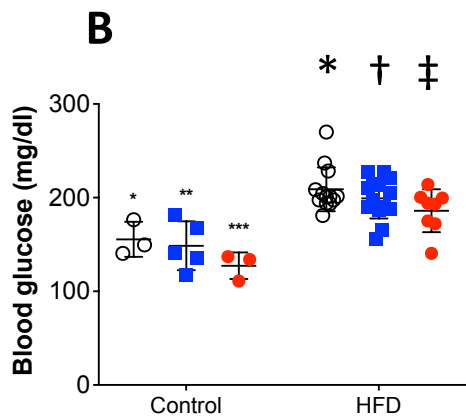 B
* † ‡
Blood glucose (mg/dl)
300
200
100
0
* ** ***
Control HFD